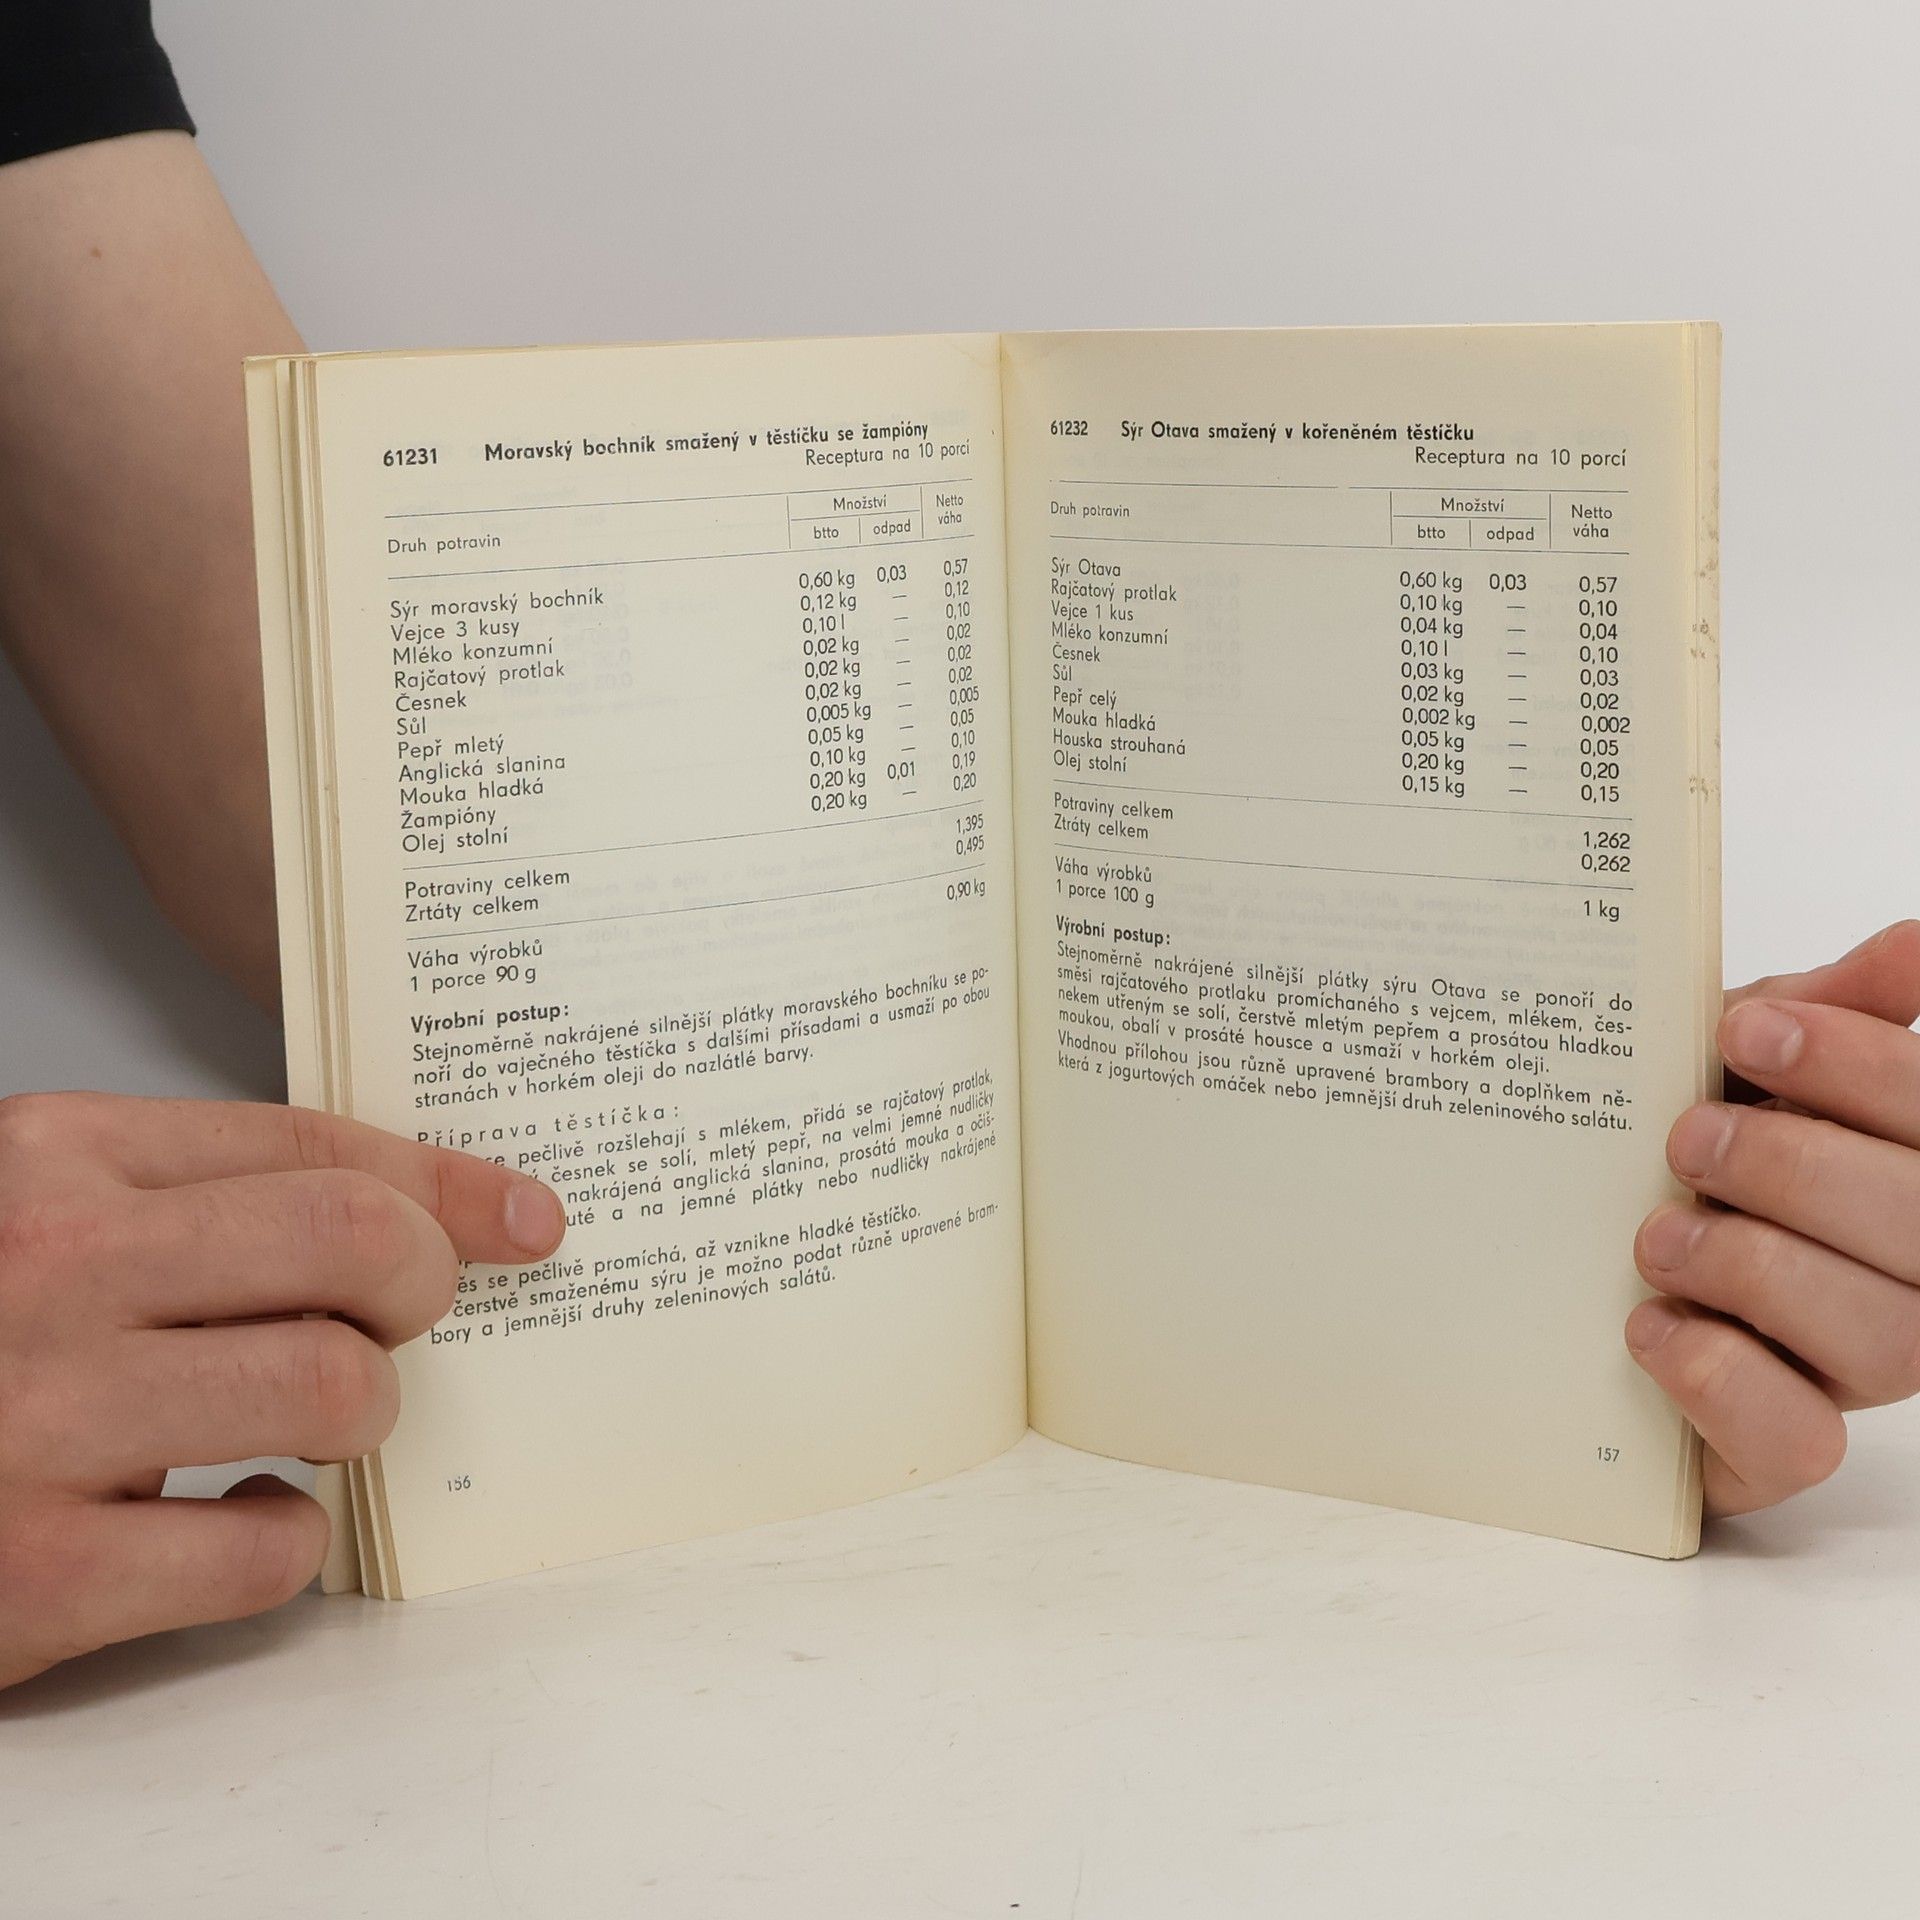 61231 Moravský bochník smažený v těstíčku se žampióny
Receptura na 10 porcí
Druh potravin Množství Netto váha
btto odpad
Sýr moravský bochník 0,60 kg 0,03 0,57
Vejce 3 kusy 0,12 kg — 0,12
Mléko konzumní 0,10 l — 0,10
Rajčatový protlak 0,02 kg — 0,02
Česnek 0,02 kg — 0,02
Sůl 0,02 kg — 0,02
Pepř mletý 0,005 kg — 0,005
Anglická slanina 0,05 kg — 0,05
Mouka hladká 0,10 kg — 0,10
Žampióny 0,20 kg 0,01 0,19
Olej stolní 0,20 kg — 0,20
Potraviny celkem 1,395
Zrtáty celkem 0,495
Váha výrobků 0,90 kg
1 porce 90 g
Výrobní postup:
Stejnoměrně nakrájené silnější plátky moravského bochníku se po-
noří do vaječného těstíčka s dalšími přísadami a usmaží po obou
stranách v horkém oleji do nazlátlé barvy.
Příprava těstíčka:
se pečlivě rozšlehají s mlékem, přidá se rajčatový protlak,
česnek se solí, mletý pepř, na velmi jemné nudličky
nakrájená anglická slanina, prosátá mouka a očiš-
uté a na jemné plátky nebo nudličky nakrájené
ěs se pečlivě promíchá, až vznikne hladké těstíčko.
čerstvě smaženému sýru je možno podat různě upravené bram-
bory a jemnější druhy zeleninových salátů.
156
61232 Sýr Otava smažený v kořeněném těstíčku
Receptura na 10 porcí
Druh potravin Množství Netto váha
btto odpad
Sýr Otava 0,60 kg 0,03 0,57
Rajčatový protlak 0,10 kg — 0,10
Vejce 1 kus 0,04 kg — 0,04
Mléko konzumní 0,10 l — 0,10
Česnek 0,03 kg — 0,03
Sůl 0,02 kg — 0,02
Pepř celý 0,002 kg — 0,002
Mouka hladká 0,05 kg — 0,05
Houska strouhaná 0,20 kg — 0,20
Olej stolní 0,15 kg — 0,15
Potraviny celkem 1,262
Ztráty celkem 0,262
Váha výrobků 1 kg
1 porce 100 g
Výrobní postup:
Stejnoměrně nakrájené silnější plátky sýru Otava se ponoří do
směsi rajčatového protlaku promíchaného s vejcem, mlékem, čes-
nekem utřeným se solí, čerstvě mletým pepřem a prosátou hladkou
moukou, obalí v prosáté housce a usmaží v horkém oleji.
Vhodnou přílohou jsou různě upravené brambory a doplňkem ně-
která z jogurtových omáček nebo jemnější druh zeleninového salátu.
157